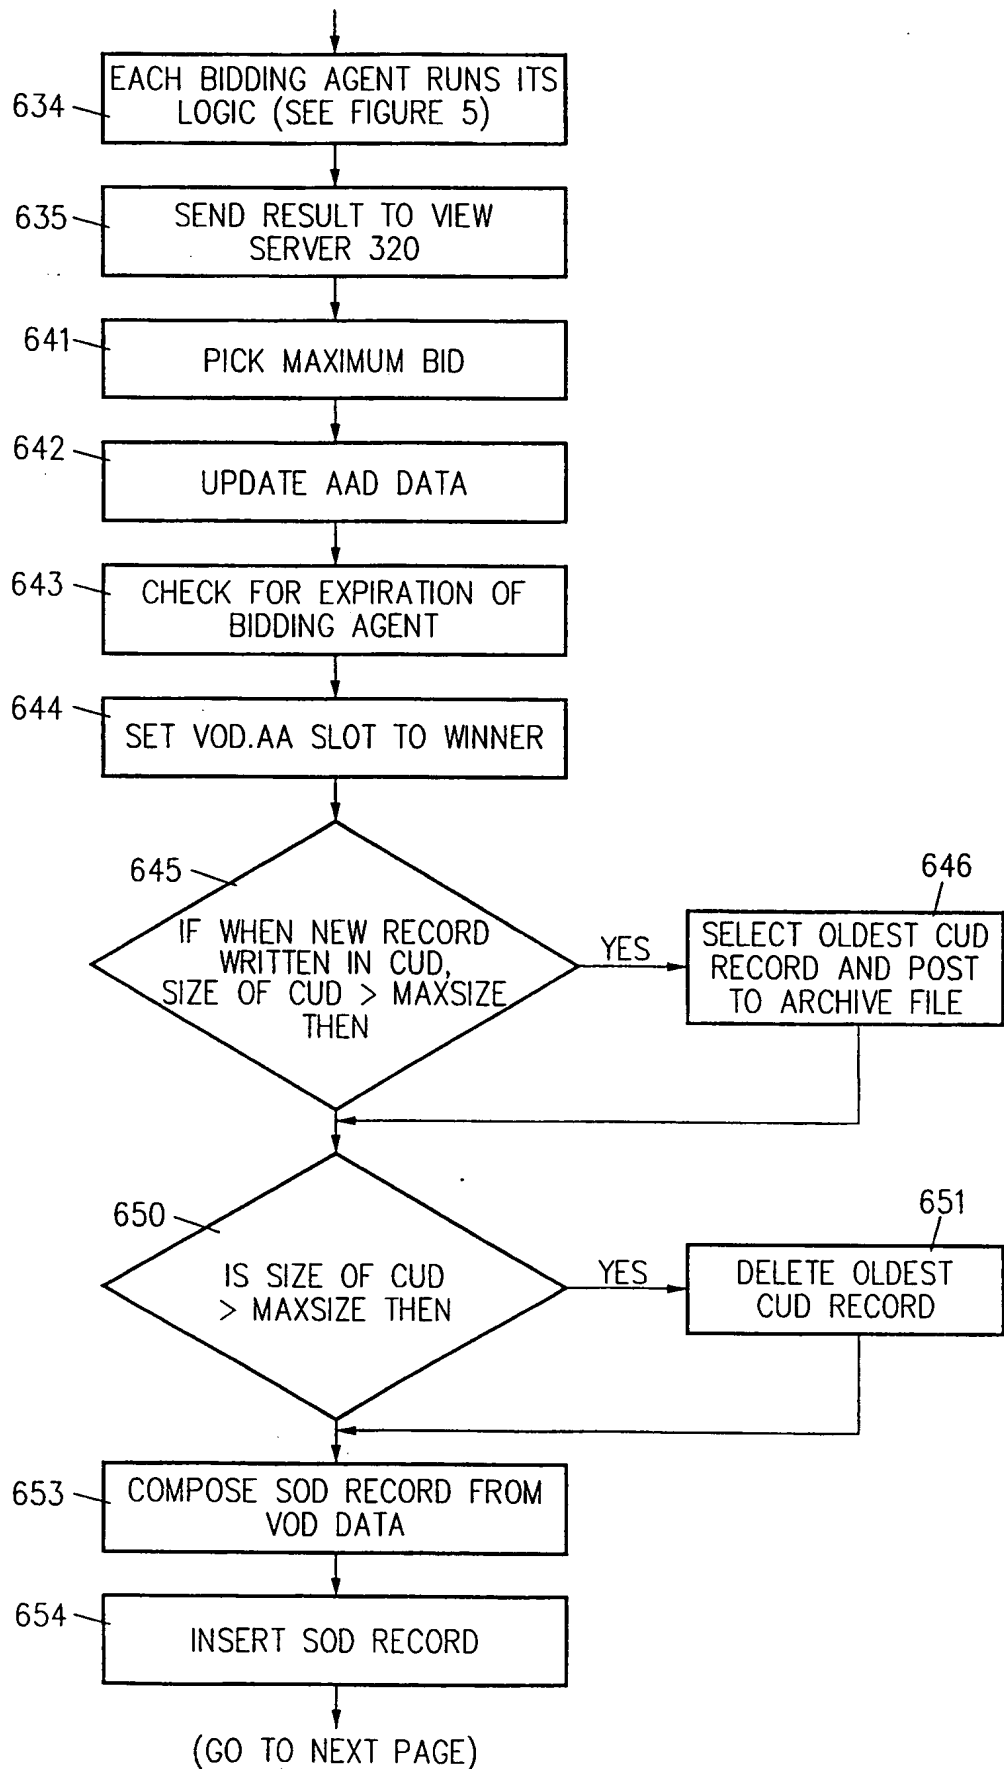 EACH BIDDING AGENT RUNS ITS
LOGIC (SEE FIGURE 5)
634
SEND RESULT TO VIEW
SERVER 320
635
641
PICK MAXIMUM BID
642
UPDATE AAD DATA
643
CHECK FOR EXPIRATION OF
BIDDING AGENT
644
SET VOD.AA SLOT TO WINNER
645
IF WHEN NEW RECORD
WRITTEN IN CUD,
SIZE OF CUD > MAXSIZE
THEN
YES
646
SELECT OLDEST CUD
RECORD AND POST
TO ARCHIVE FILE
650
IS SIZE OF CUD
> MAXSIZE THEN
YES
651
DELETE OLDEST
CUD RECORD
653
COMPOSE SOD RECORD FROM
VOD DATA
654
INSERT SOD RECORD
(GO TO NEXT PAGE)